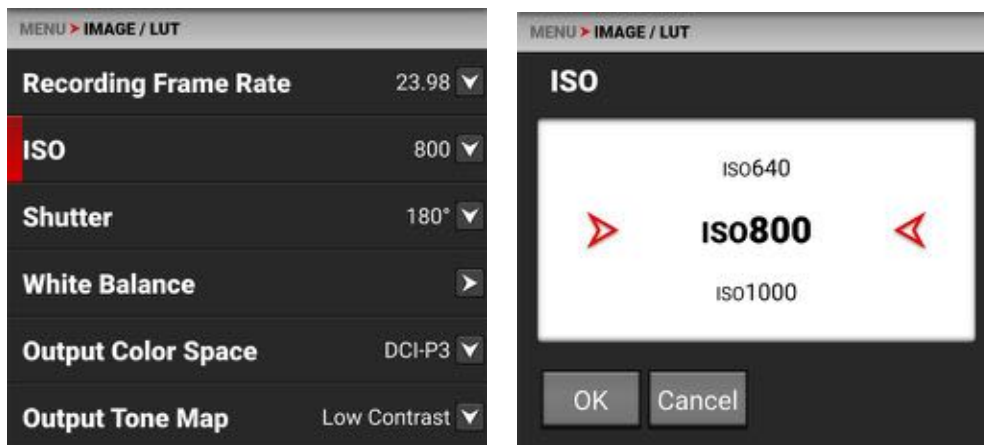 MENU > IMAGE / LUT
Recording Frame Rate 23.98
ISO 800
Shutter 180°
White Balance
Output Color Space DCI-P3
Output Tone Map Low Contrast
MENU > IMAGE / LUT
ISO
ISO640
ISO800
ISO1000
OK Cancel